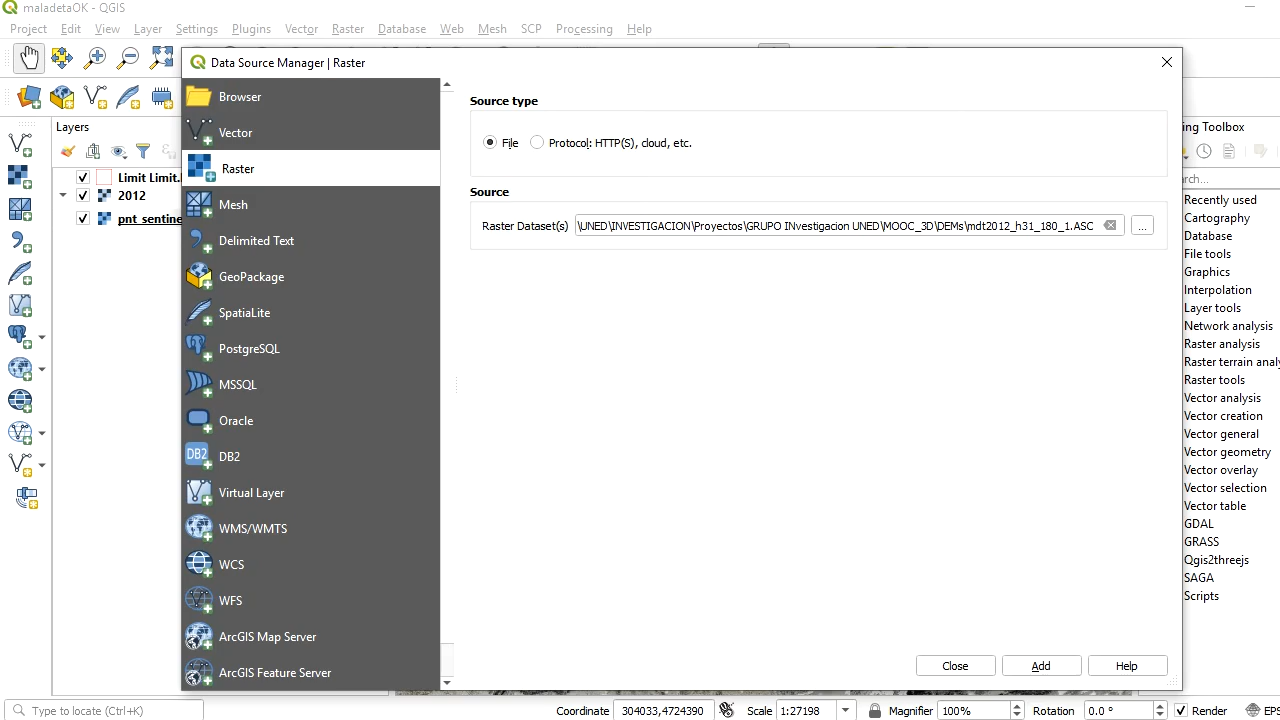 maladetaOK - QGIS
Project Edit View Layer Settings Plugins Vector Raster Database Web Mesh SCP Processing Help
Data Source Manager | Raster
Browser
Vector
Raster
Mesh
Delimited Text
GeoPackage
SpatiaLite
PostgreSQL
MSSQL
Oracle
DB2
DB2
Virtual Layer
WMS/WMTS
WCS
WFS
ArcGIS Map Server
ArcGIS Feature Server
Source type
File
Protocol: HTTP(S), cloud, etc.
Source
Raster Dataset(s) \UNED\INVESTIGACION\Proyectos\GRUPO INvestigacion UNED\MOOC_3D\DEMs\mdt2012_h31_180_1.ASC ...
Close Add Help
Layers
Limit Limit.
2012
pnt_sentine
ing Toolbox
rch...
Recently used
Cartography
Database
File tools
Graphics
Interpolation
Layer tools
Network analysis
Raster analysis
Raster terrain analy
Raster tools
Vector analysis
Vector creation
Vector general
Vector geometry
Vector overlay
Vector selection
Vector table
GDAL
GRASS
Qgis2threejs
SAGA
Scripts
Type to locate (Ctrl+K) Coordinate 304033,4724390 Scale 1:27198 Magnifier 100% Rotation 0.0 ° Render EPS